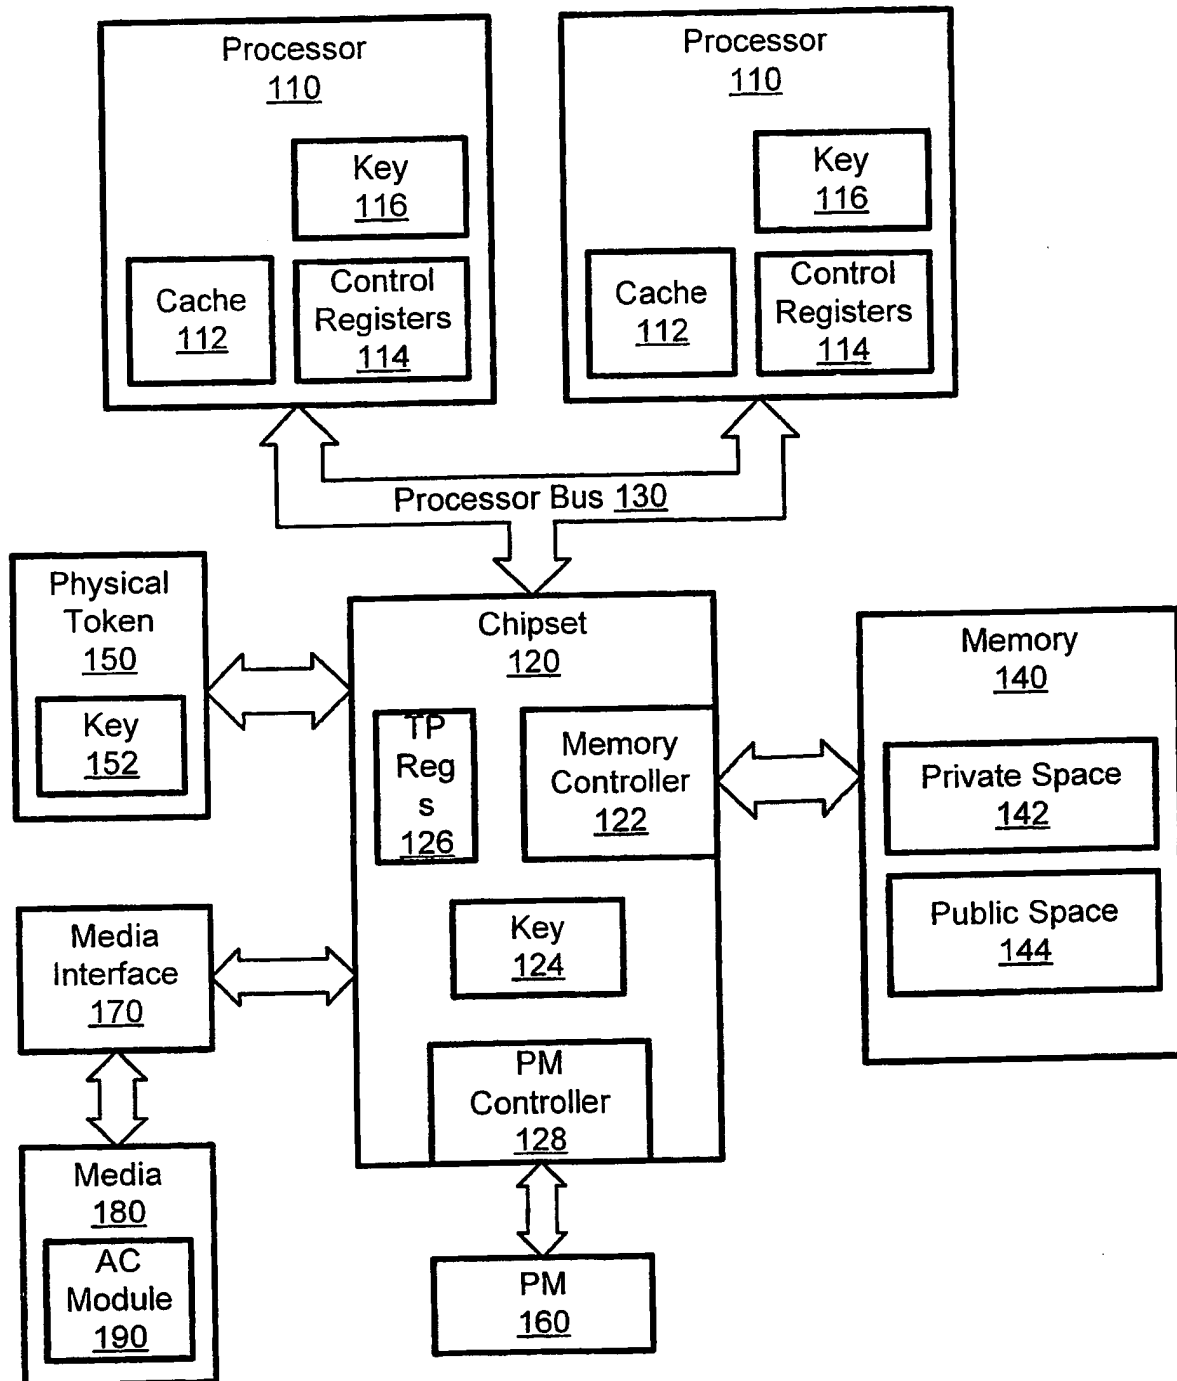 Processor
110
Key
116
Cache
112
Control
Registers
114
Processor
110
Key
116
Cache
112
Control
Registers
114
Processor Bus 130
Physical
Token
150
Key
152
Chipset
120
TP
Reg
s
126
Memory
Controller
122
Key
124
PM
Controller
128
Memory
140
Private Space
142
Public Space
144
Media
Interface
170
Media
180
AC
Module
190
PM
160